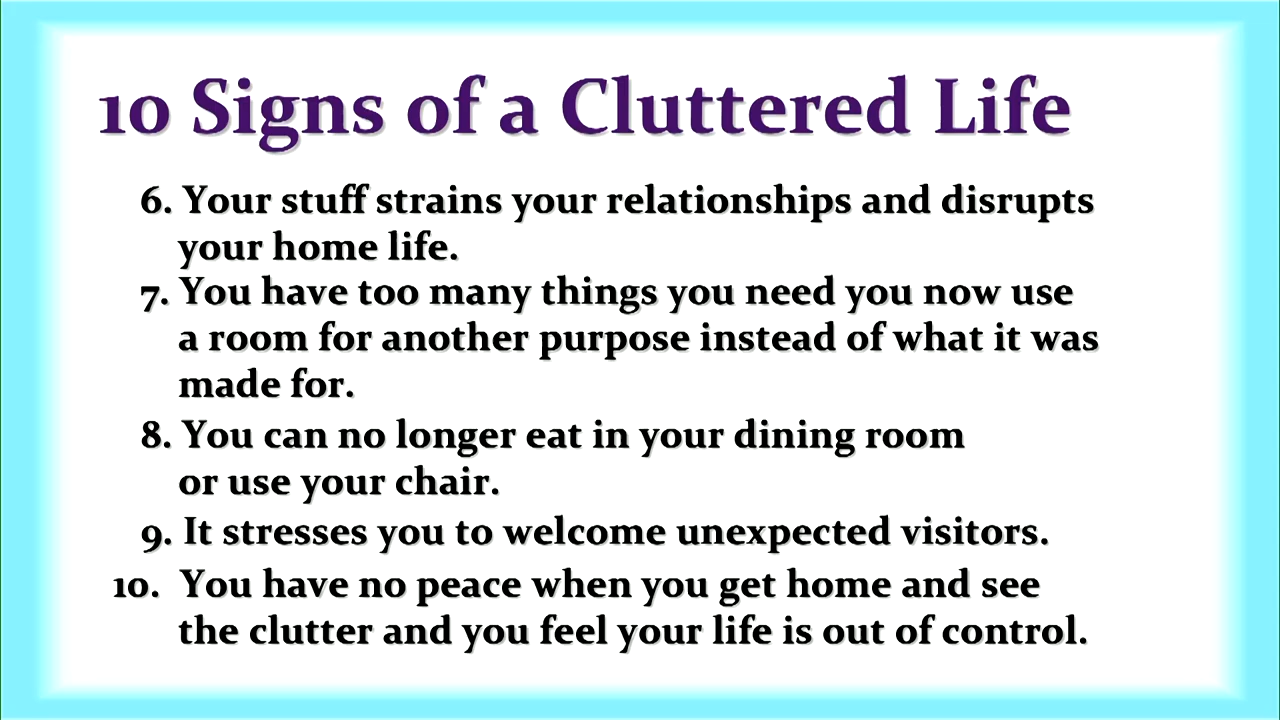 10 Signs of a Cluttered Life
6. Your stuff strains your relationships and disrupts
your home life.
7. You have too many things you need you now use
a room for another purpose instead of what it was
made for.
8. You can no longer eat in your dining room
or use your chair.
9. It stresses you to welcome unexpected visitors.
10. You have no peace when you get home and see
the clutter and you feel your life is out of control.